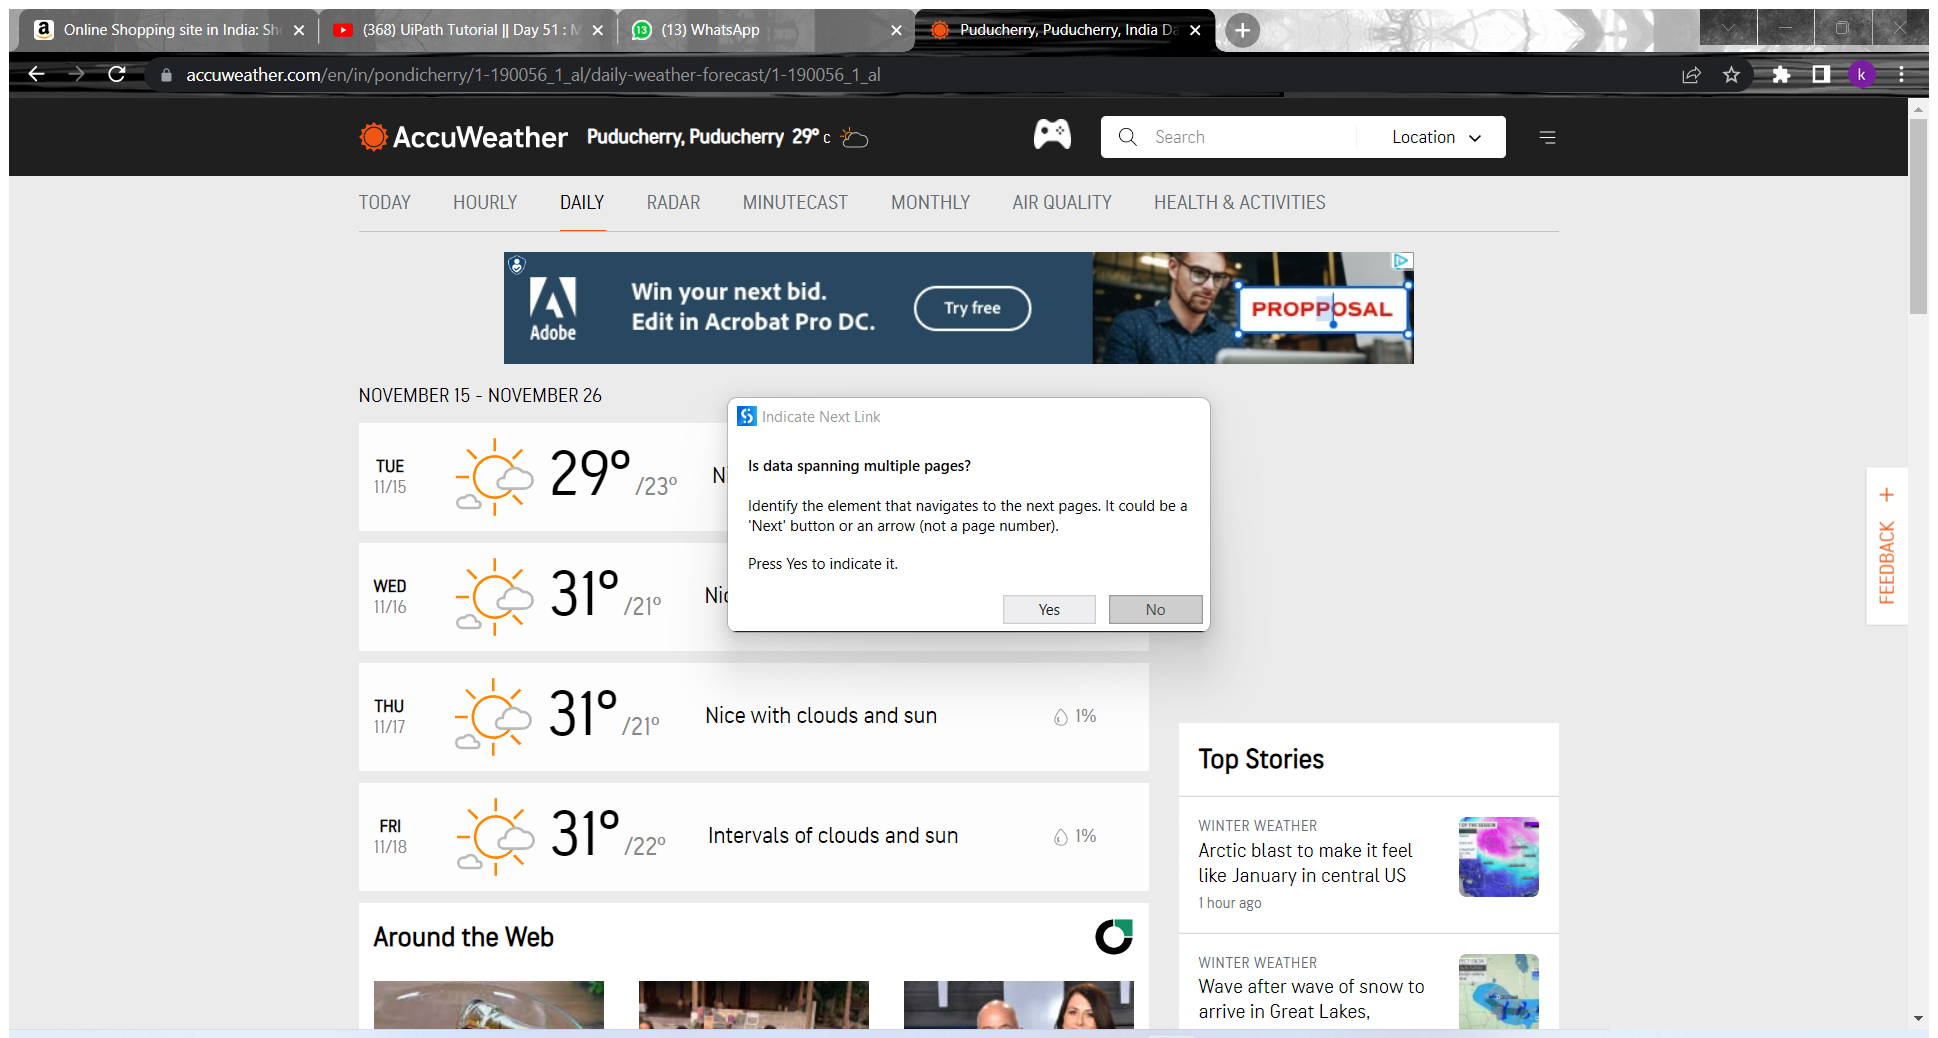 Online Shopping site in India: Sh
(368) UiPath Tutorial || Day 51 : M
13
(13) WhatsApp
Puducherry, Puducherry, India Da
accuweather.com/en/in/pondicherry/1-190056_1_al/daily-weather-forecast/1-190056_1_al
k
AccuWeather
Puducherry, Puducherry 29° C
Search
Location
TODAY
HOURLY
DAILY
RADAR
MINUTECAST
MONTHLY
AIR QUALITY
HEALTH & ACTIVITIES
Adobe
Win your next bid.
Edit in Acrobat Pro DC.
Try free
PROPPOSAL
NOVEMBER 15 - NOVEMBER 26
TUE
11/15
29° /23°
Ni
WED
11/16
31° /21°
Nic
Indicate Next Link
Is data spanning multiple pages?
Identify the element that navigates to the next pages. It could be a
'Next' button or an arrow (not a page number).
Press Yes to indicate it.
Yes
No
FEEDBACK +
THU
11/17
31° /21°
Nice with clouds and sun
1%
FRI
11/18
31° /22°
Intervals of clouds and sun
1%
Top Stories
WINTER WEATHER
Arctic blast to make it feel
like January in central US
1 hour ago
WINTER WEATHER
Wave after wave of snow to
arrive in Great Lakes,
Around the Web